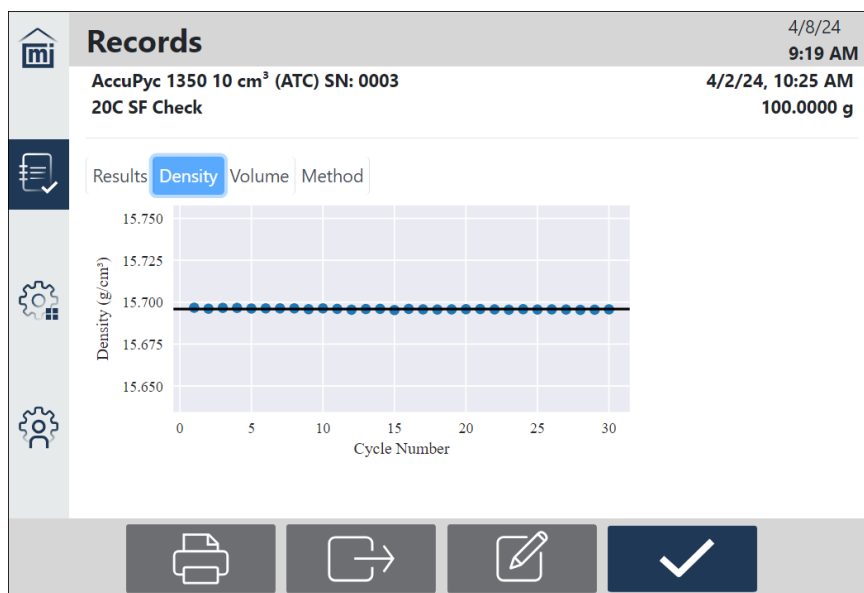 mi
Records
4/8/24
9:19 AM
AccuPyc 1350 10 cm³ (ATC) SN: 0003
4/2/24, 10:25 AM
20C SF Check
100.0000 g
Results Density Volume Method
15.750
15.725
15.700
15.675
15.650
Density (g/cm³)
0 5 10 15 20 25 30
Cycle Number